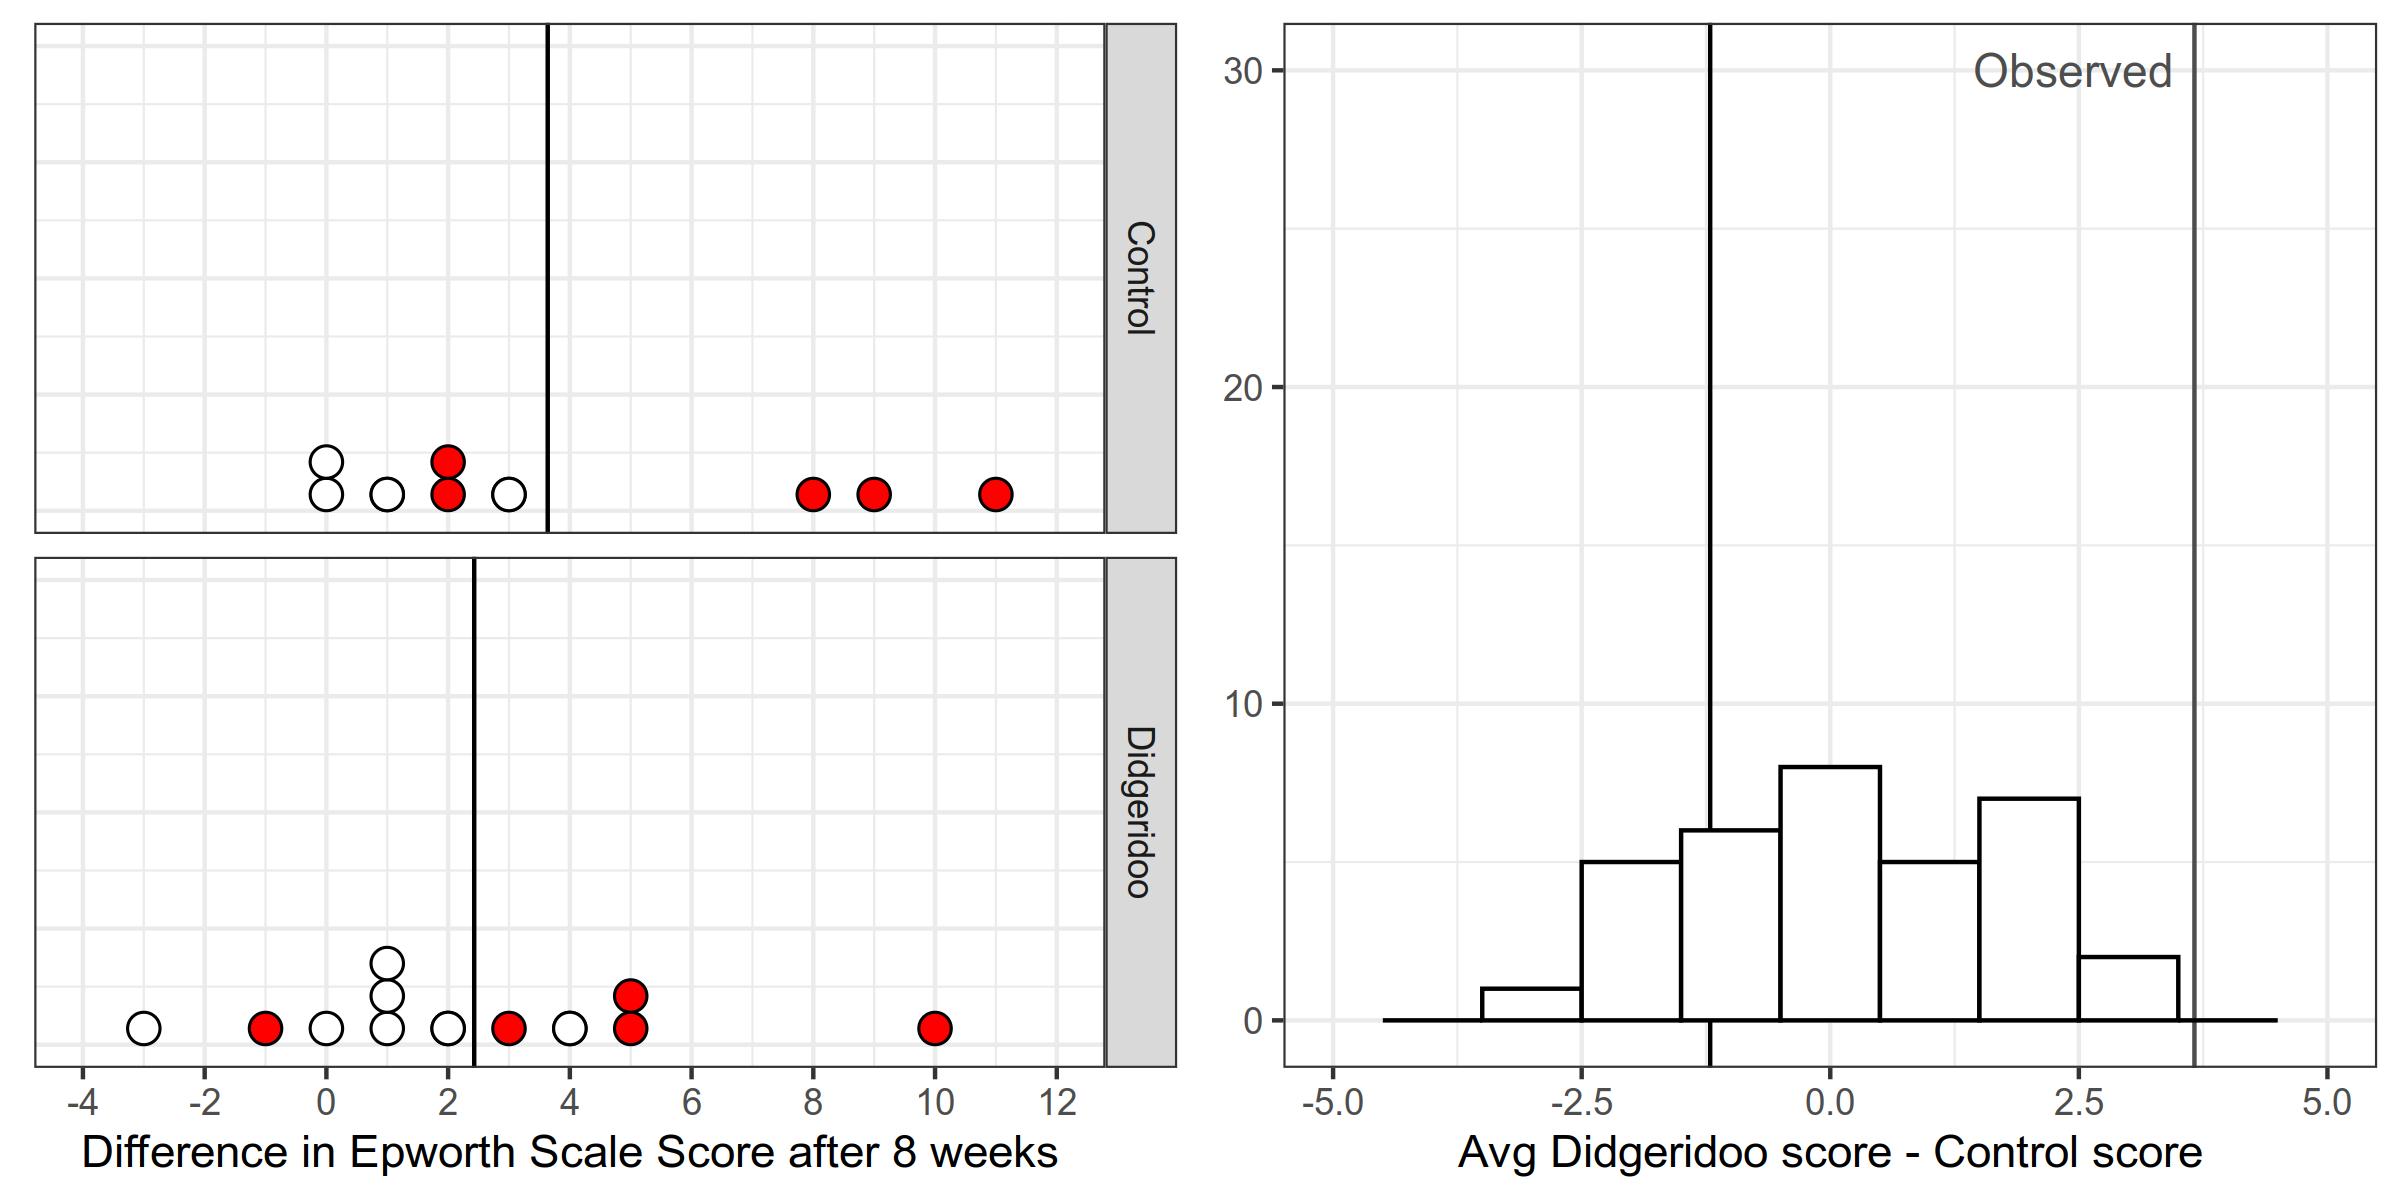 Control
Didgeridoo
-4 -2 0 2 4 6 8 10 12
Difference in Epworth Scale Score after 8 weeks
Observed
30
20
10
0
-5.0 -2.5 0.0 2.5 5.0
Avg Didgeridoo score - Control score